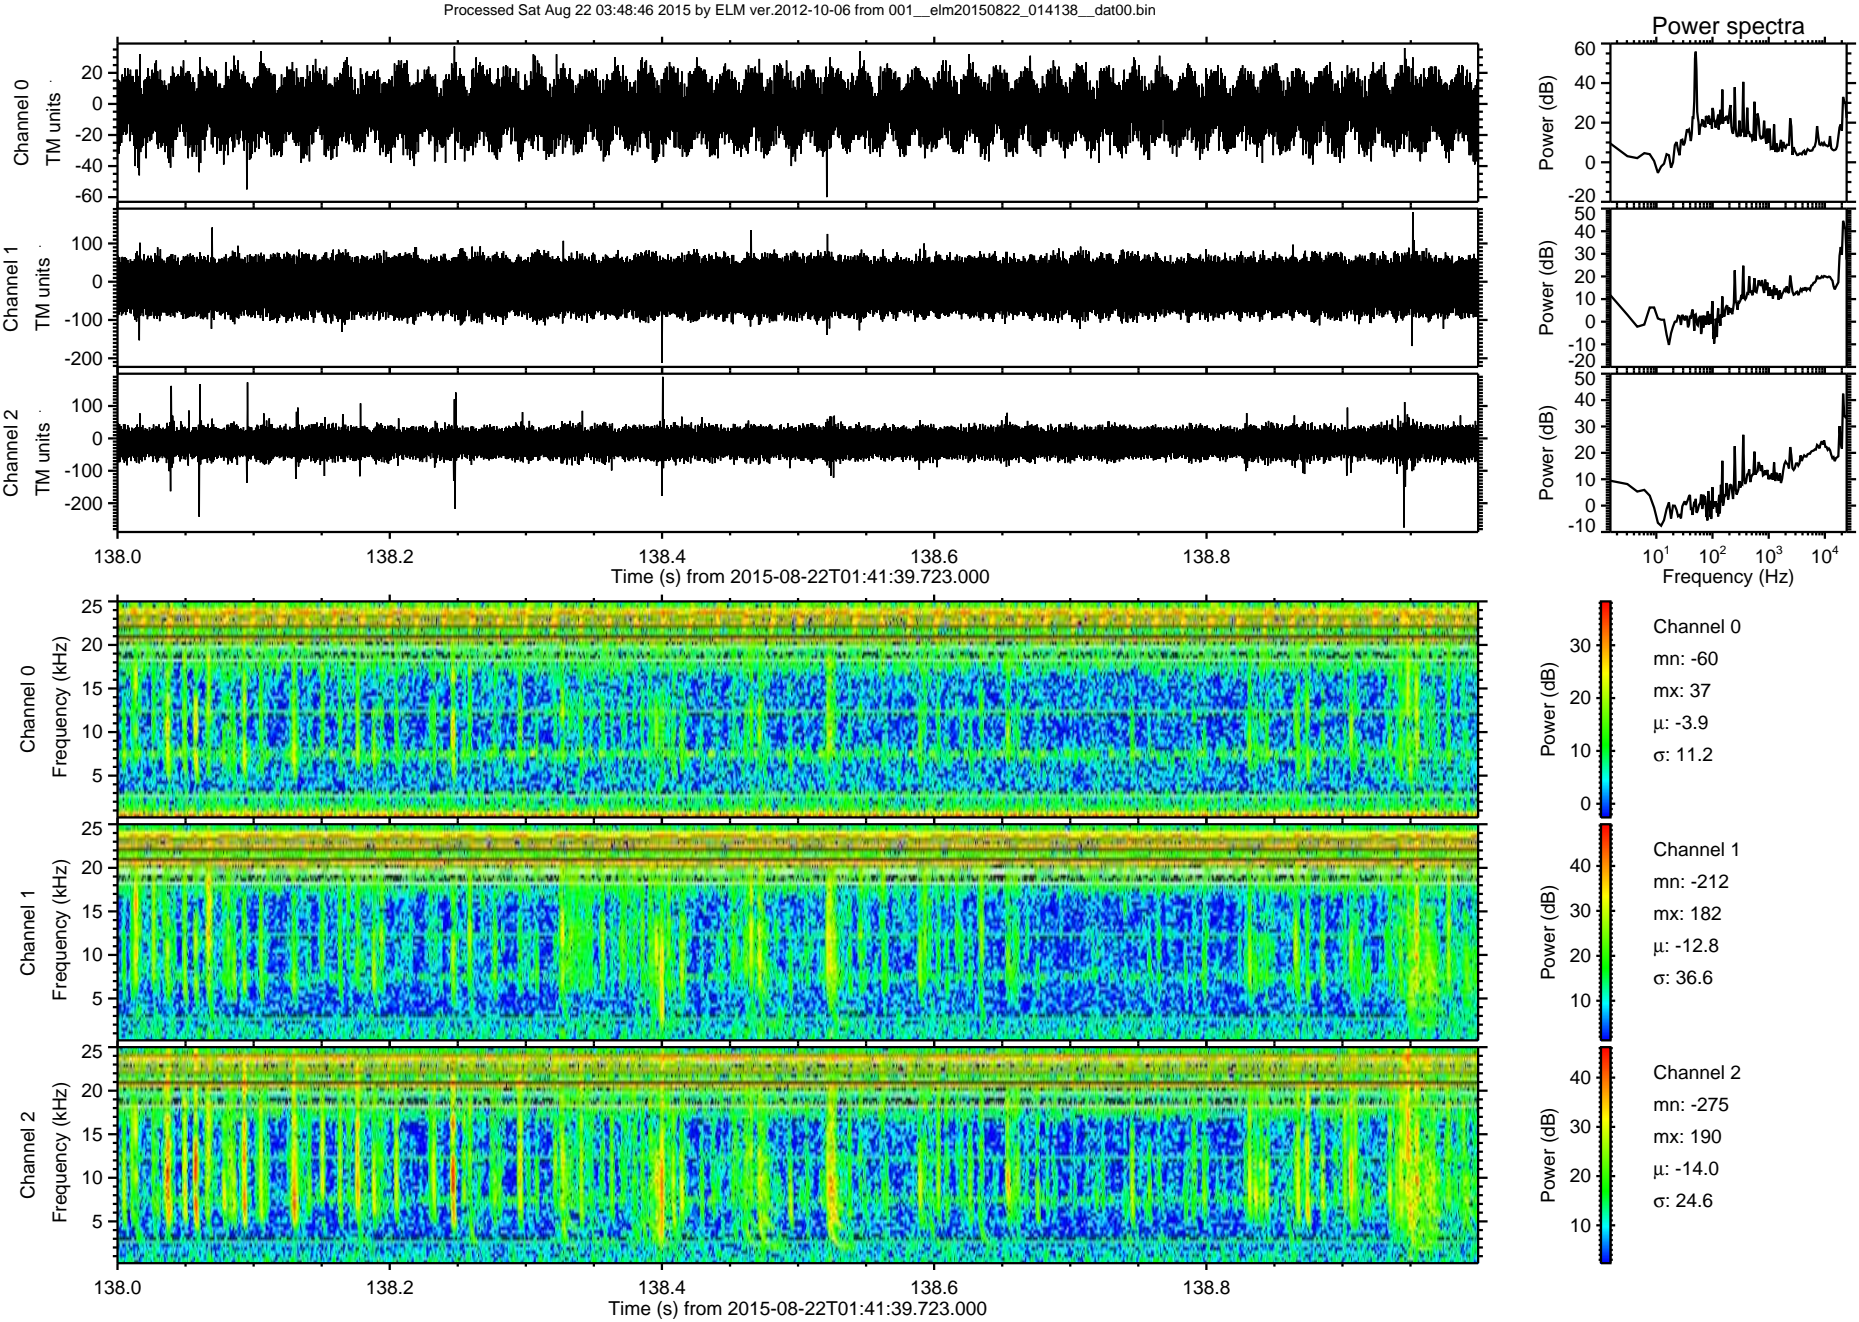 Processed Sat Aug 22 03:48:46 2015 by ELM ver.2012-10-06 from 001__elm20150822_014138__dat00.bin
Power spectra
Channel 0
TM units
20
0
-20
-40
-60
Power (dB)
60
40
20
0
-20
Channel 1
TM units
100
0
-100
-200
Power (dB)
50
40
30
20
10
0
-10
-20
Channel 2
TM units
100
0
-100
-200
Power (dB)
50
40
30
20
10
0
-10
138.0 138.2 138.4 138.6 138.8
Time (s) from 2015-08-22T01:41:39.723.000
10¹ 10² 10³ 10⁴
Frequency (Hz)
Channel 0
Frequency (kHz)
25
20
15
10
5
Power (dB)
30
20
10
0
Channel 0
mn: -60
mx: 37
μ: -3.9
σ: 11.2
Channel 1
Frequency (kHz)
25
20
15
10
5
Power (dB)
40
30
20
10
Channel 1
mn: -212
mx: 182
μ: -12.8
σ: 36.6
Channel 2
Frequency (kHz)
25
20
15
10
5
Power (dB)
40
30
20
10
Channel 2
mn: -275
mx: 190
μ: -14.0
σ: 24.6
138.0 138.2 138.4 138.6 138.8
Time (s) from 2015-08-22T01:41:39.723.000